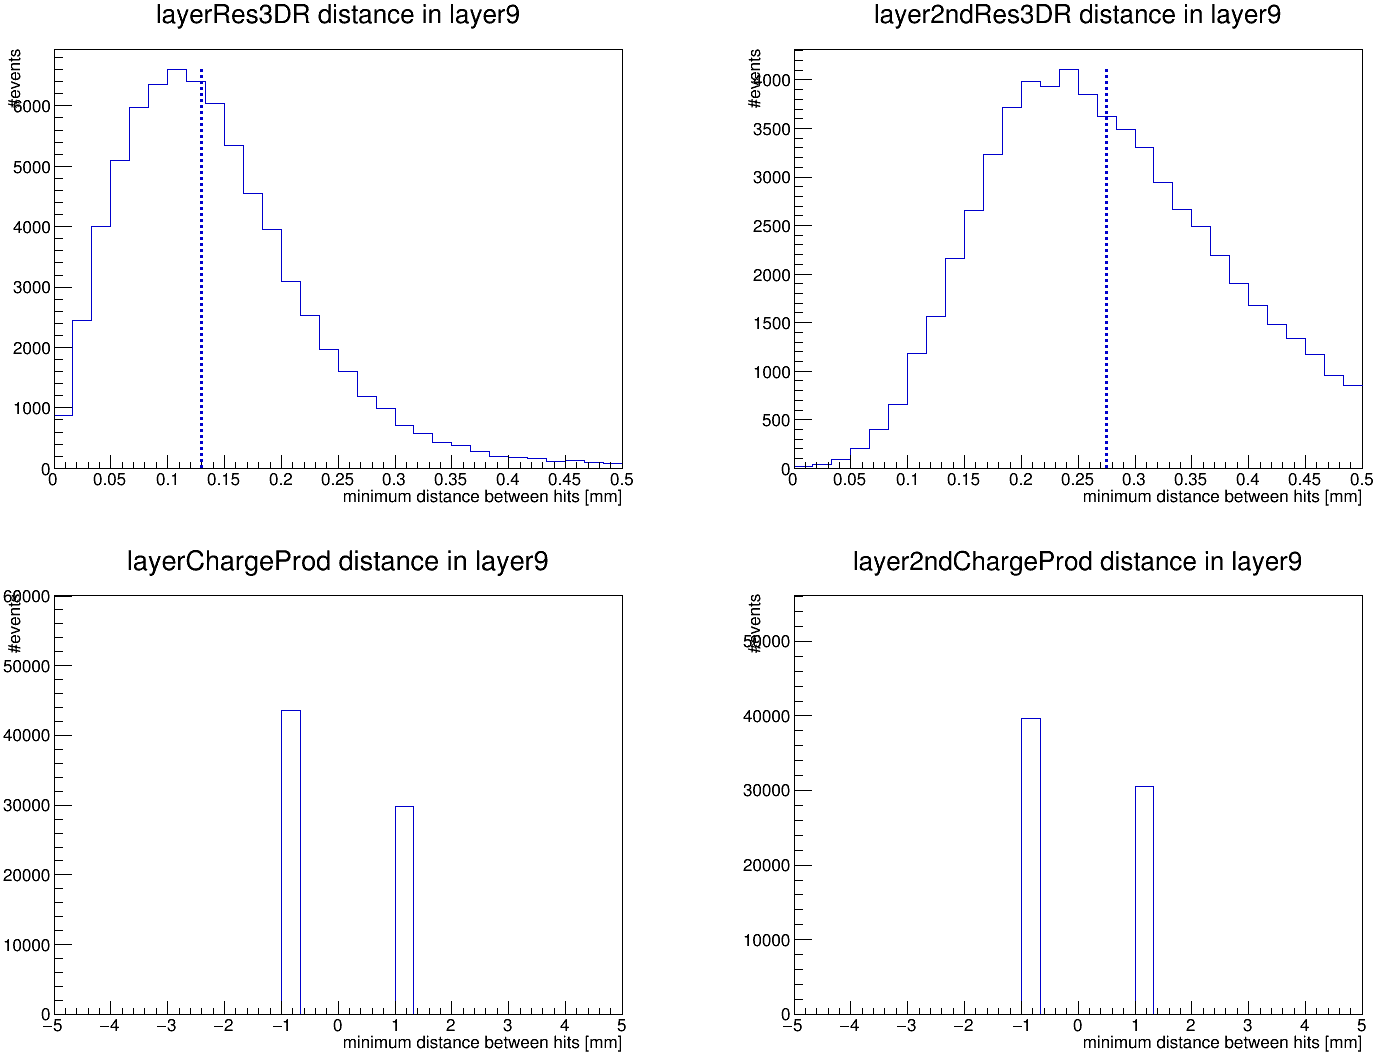 layerRes3DR distance in layer9
#events
6000
5000
4000
3000
2000
1000
0
0 0.05 0.1 0.15 0.2 0.25 0.3 0.35 0.4 0.45 0.5
minimum distance between hits [mm]
layer2ndRes3DR distance in layer9
#events
4000
3500
3000
2500
2000
1500
1000
500
0
0 0.05 0.1 0.15 0.2 0.25 0.3 0.35 0.4 0.45 0.5
minimum distance between hits [mm]
layerChargeProd distance in layer9
#events
60000
50000
40000
30000
20000
10000
0
−5 −4 −3 −2 −1 0 1 2 3 4 5
minimum distance between hits [mm]
layer2ndChargeProd distance in layer9
#events
50000
40000
30000
20000
10000
0
−5 −4 −3 −2 −1 0 1 2 3 4 5
minimum distance between hits [mm]